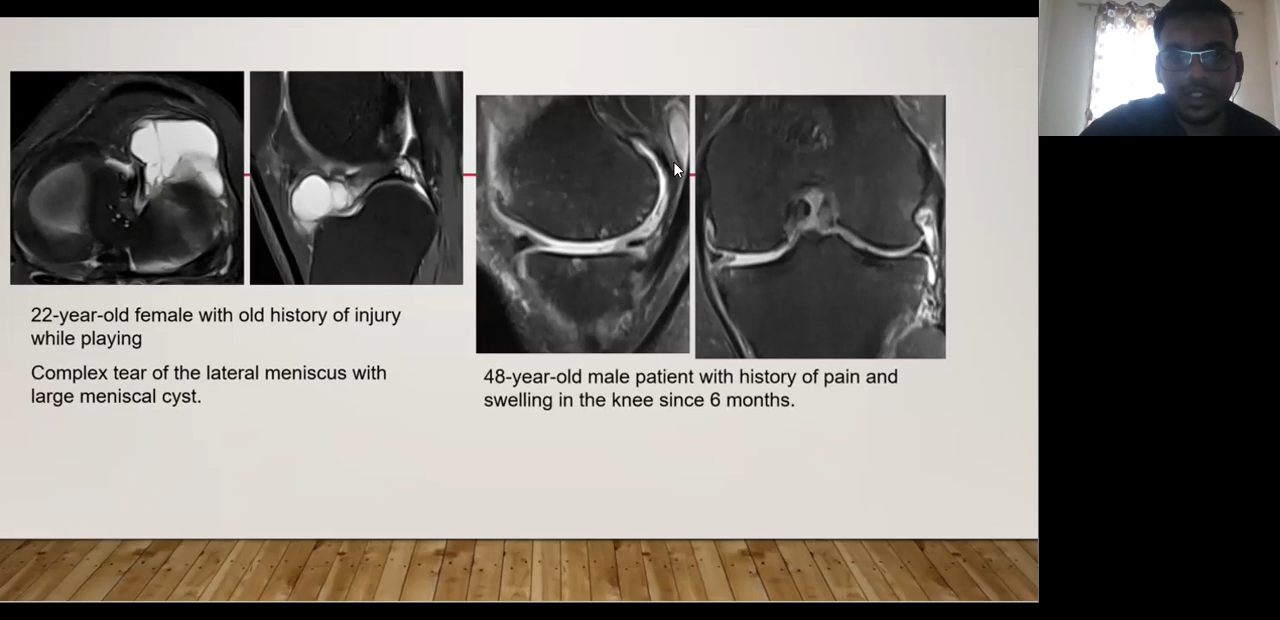 22-year-old female with old history of injury
while playing
Complex tear of the lateral meniscus with
large meniscal cyst.
48-year-old male patient with history of pain and
swelling in the knee since 6 months.